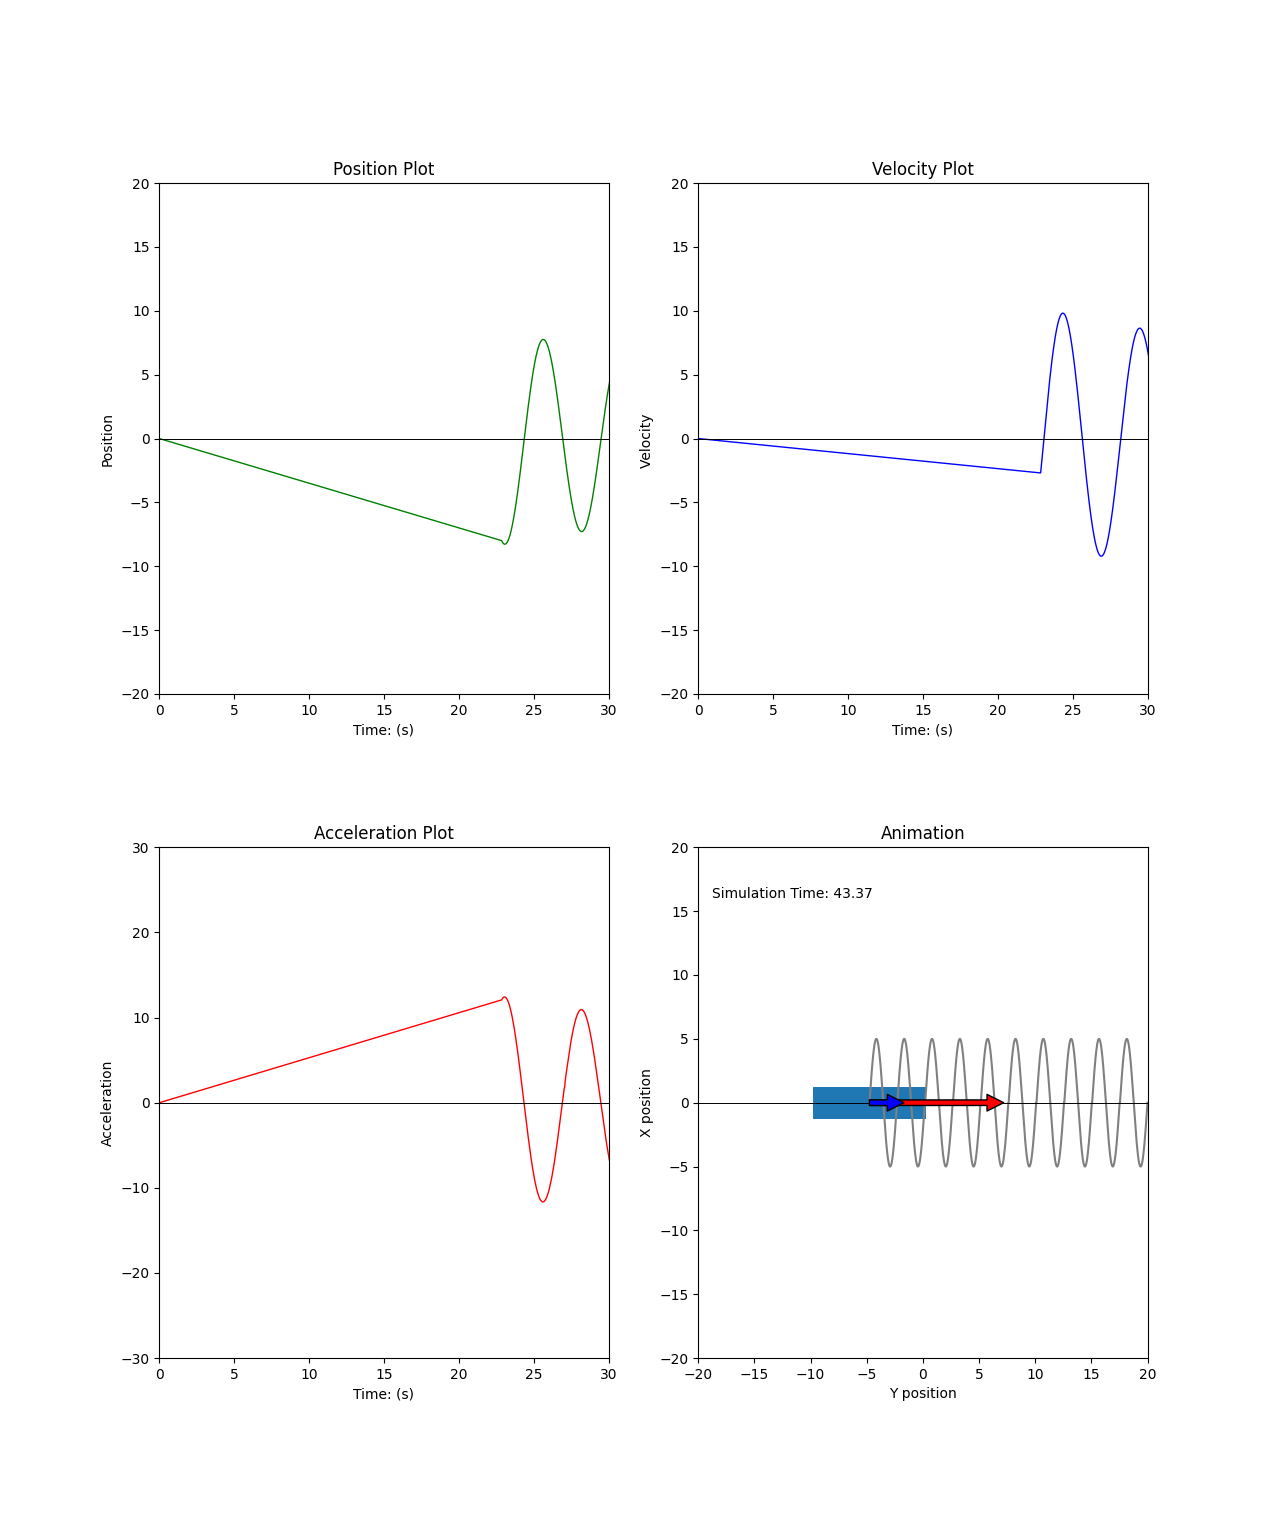 Position Plot
20
15
10
5
0
−5
−10
−15
−20
Position
0 5 10 15 20 25 30
Time: (s)
Velocity Plot
20
15
10
5
0
−5
−10
−15
−20
Velocity
0 5 10 15 20 25 30
Time: (s)
Acceleration Plot
30
20
10
0
−10
−20
−30
Acceleration
0 5 10 15 20 25 30
Time: (s)
Animation
Simulation Time: 43.37
20
15
10
5
0
−5
−10
−15
−20
X position
−20 −15 −10 −5 0 5 10 15 20
Y position